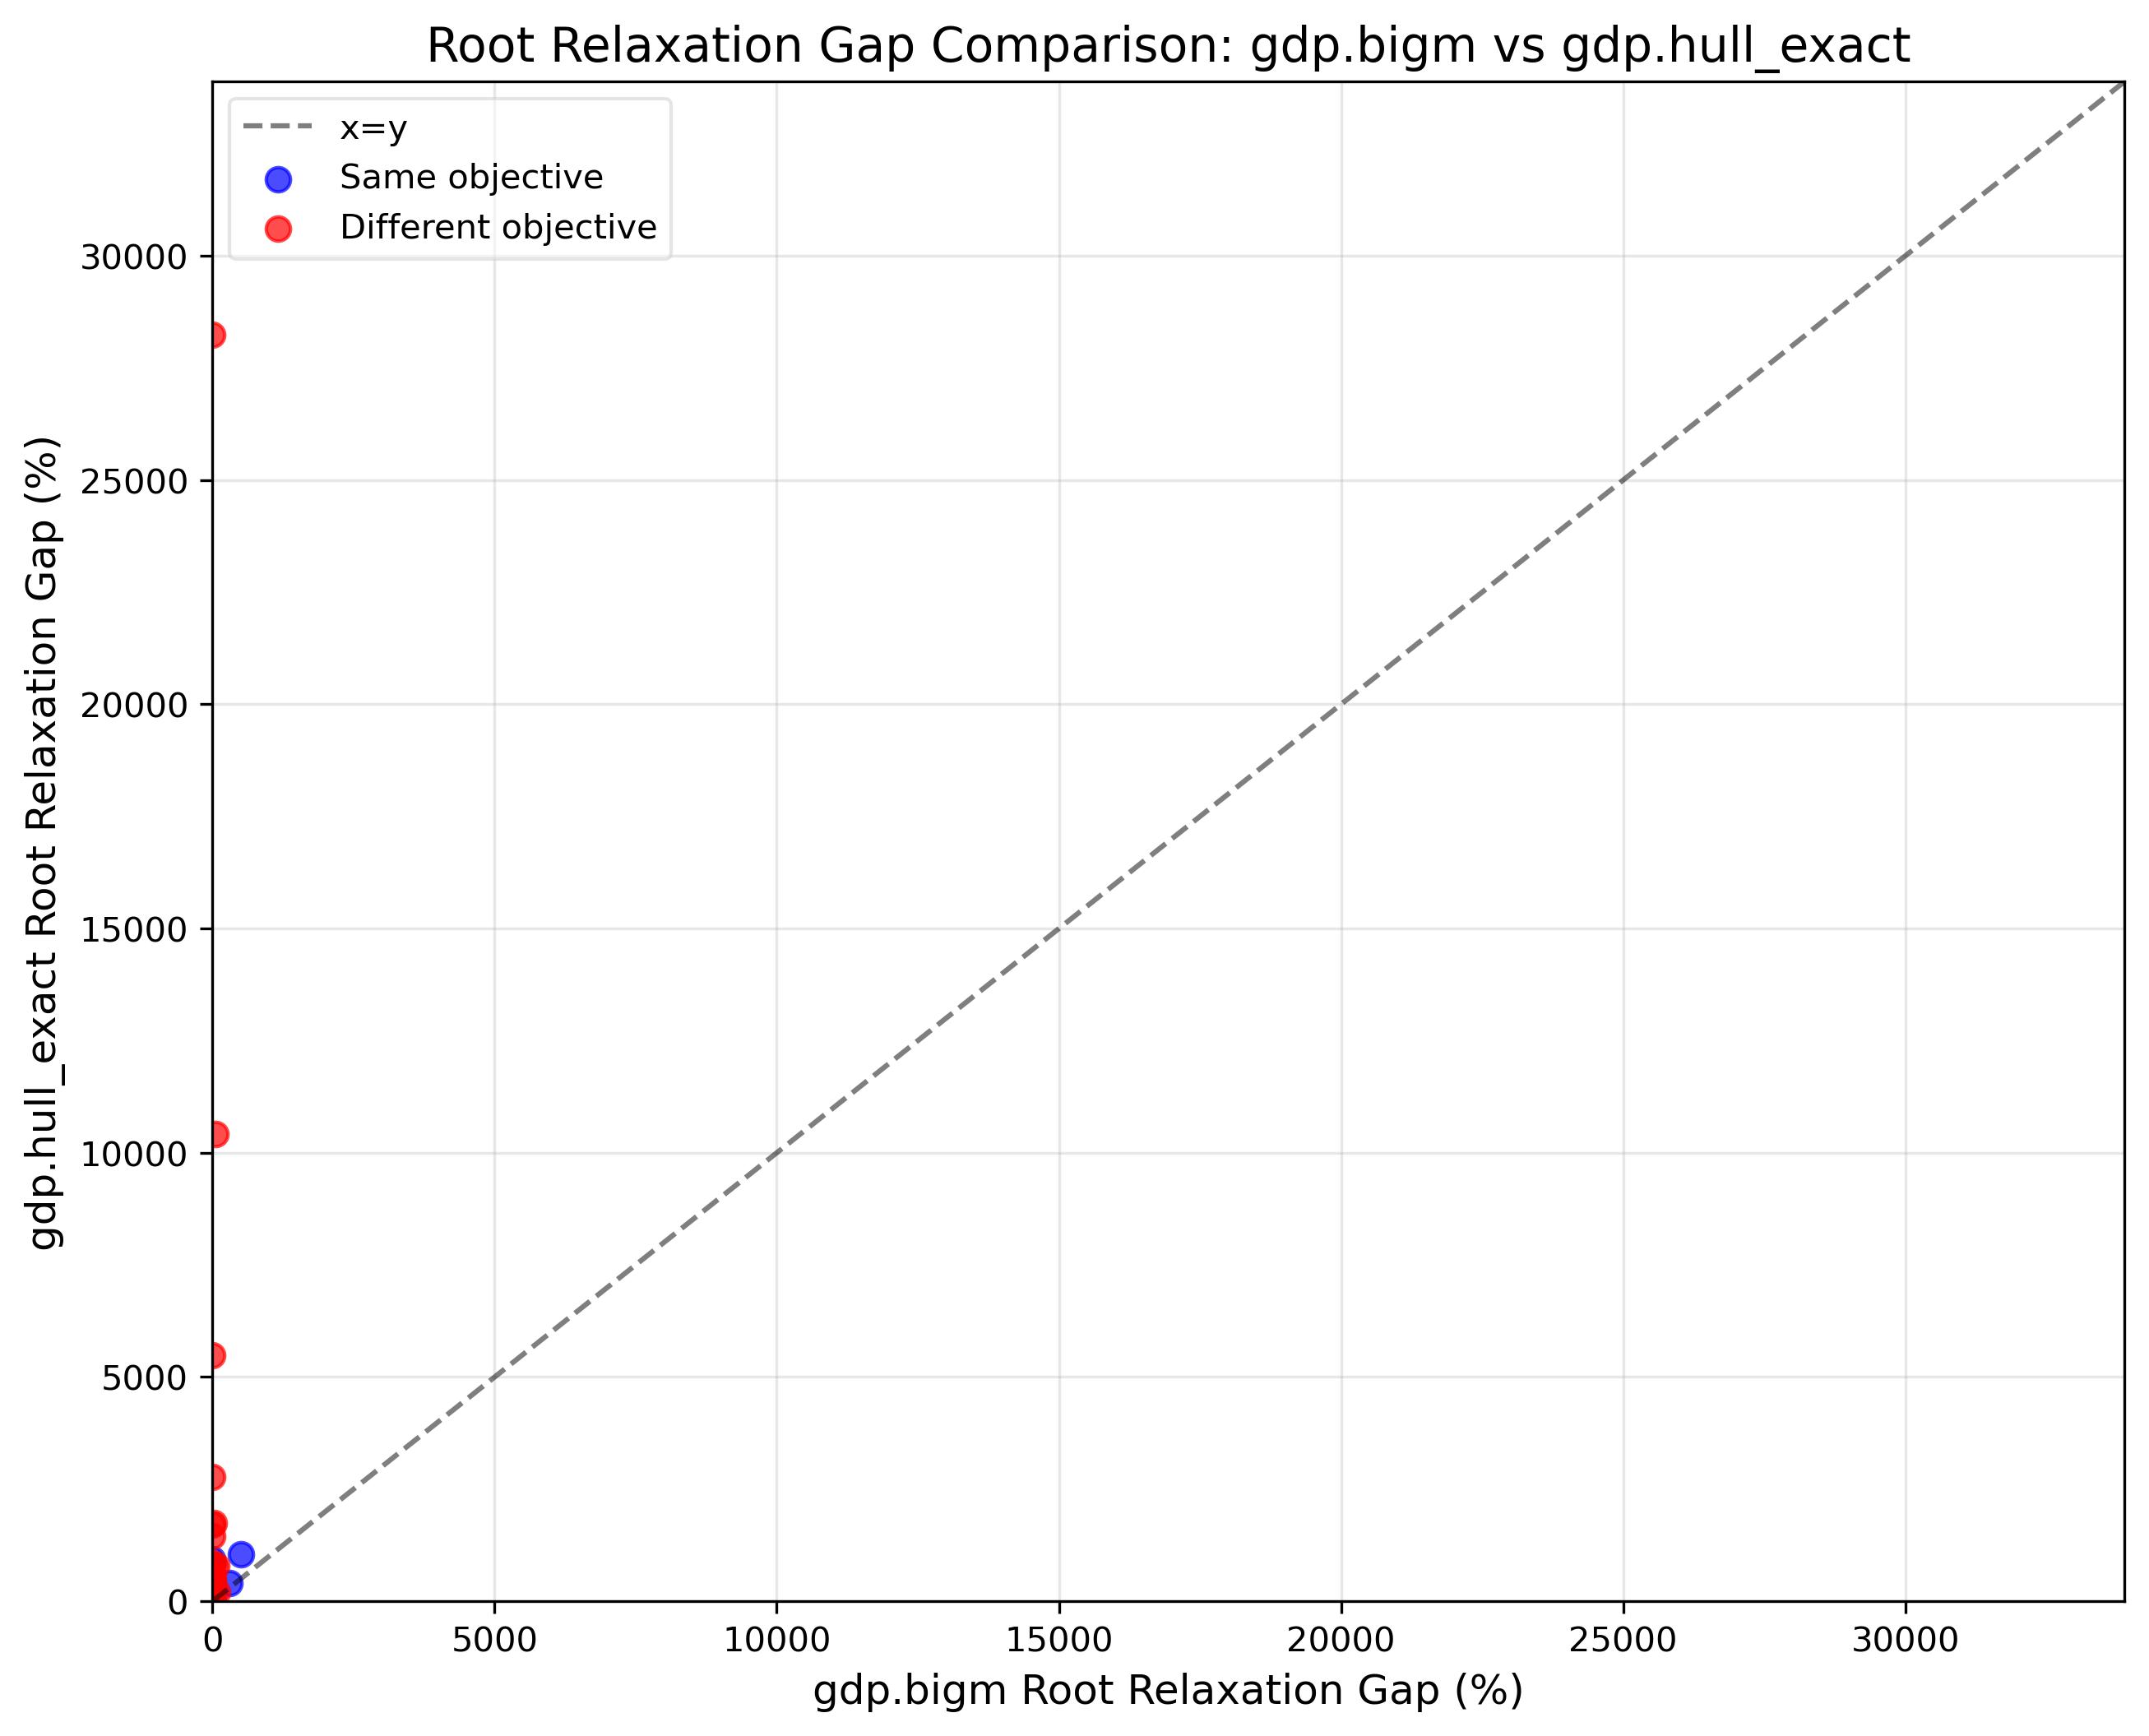 Root Relaxation Gap Comparison: gdp.bigm vs gdp.hull_exact
x=y
Same objective
Different objective
gdp.hull_exact Root Relaxation Gap (%)
30000
25000
20000
15000
10000
5000
0
0 5000 10000 15000 20000 25000 30000
gdp.bigm Root Relaxation Gap (%)